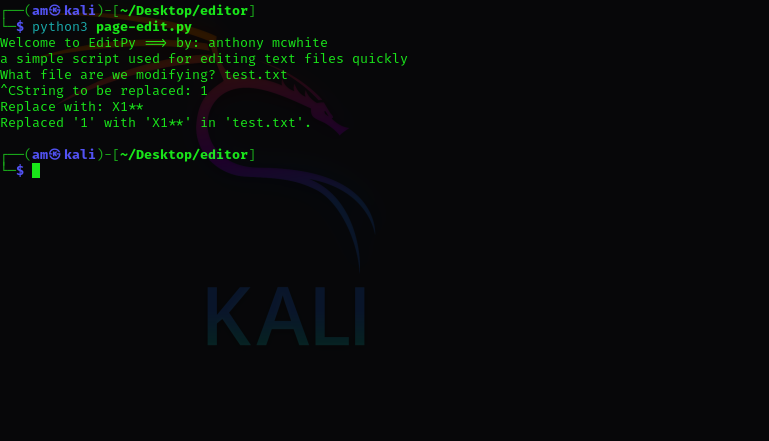 ┌──(am㉿kali)-[~/Desktop/editor]
└─$ python3 page-edit.py
Welcome to EditPy ==> by: anthony mcwhite
a simple script used for editing text files quickly
What file are we modifying? test.txt
^CString to be replaced: 1
Replace with: X1**
Replaced '1' with 'X1**' in 'test.txt'.
┌──(am㉿kali)-[~/Desktop/editor]
└─$
KALI